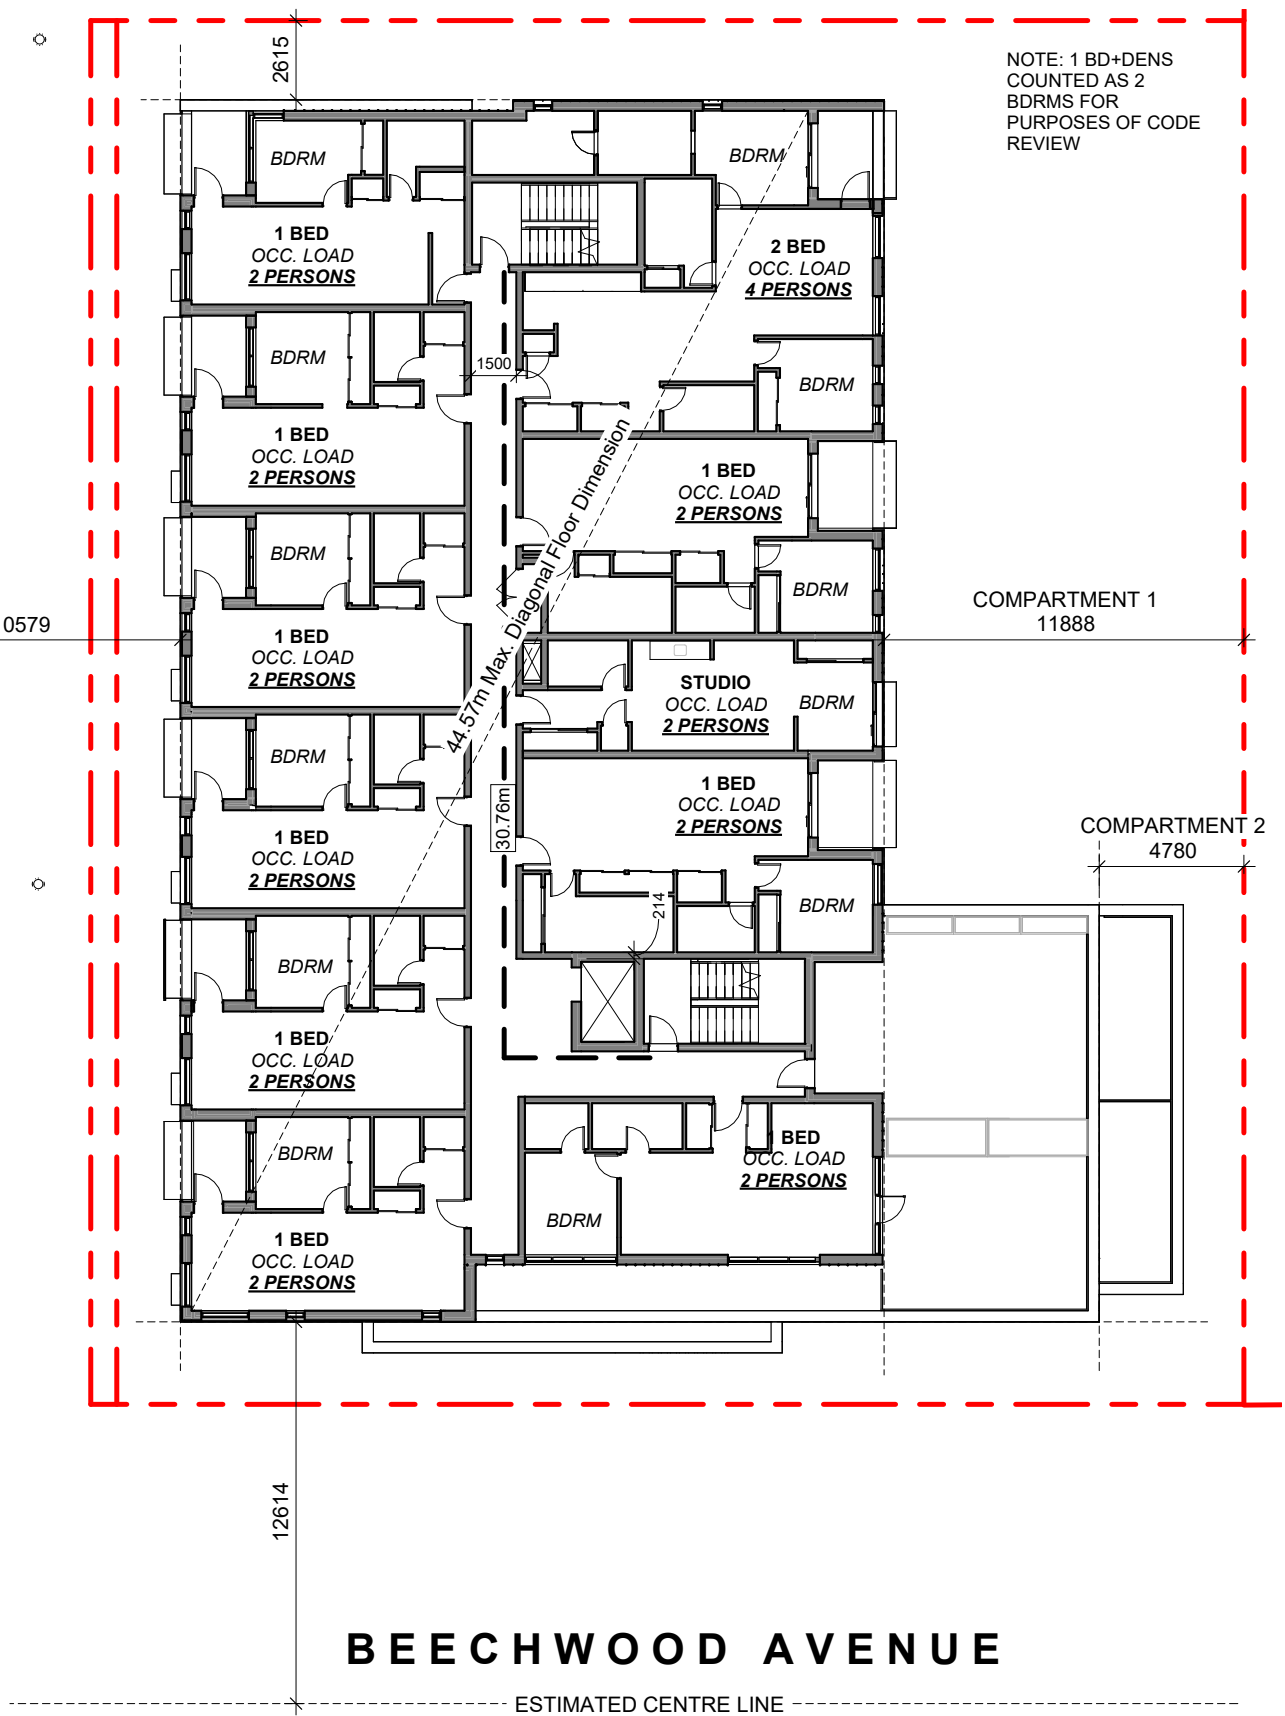 2615
NOTE: 1 BD+DENS
COUNTED AS 2
BDRMS FOR
PURPOSES OF CODE
REVIEW
BDRM
BDRM
1 BED
OCC. LOAD
2 PERSONS
2 BED
OCC. LOAD
4 PERSONS
BDRM
1500
BDRM
1 BED
OCC. LOAD
2 PERSONS
44.57m Max. Diagonal Floor Dimension
1 BED
OCC. LOAD
2 PERSONS
BDRM
BDRM
COMPARTMENT 1
11888
0579
1 BED
OCC. LOAD
2 PERSONS
STUDIO
OCC. LOAD
2 PERSONS
BDRM
BDRM
1 BED
OCC. LOAD
2 PERSONS
30.76m
COMPARTMENT 2
4780
1 BED
OCC. LOAD
2 PERSONS
214
BDRM
BDRM
1 BED
OCC. LOAD
2 PERSONS
BDRM
BED
OCC. LOAD
2 PERSONS
BDRM
1 BED
OCC. LOAD
2 PERSONS
12614
BEECHWOOD AVENUE
ESTIMATED CENTRE LINE